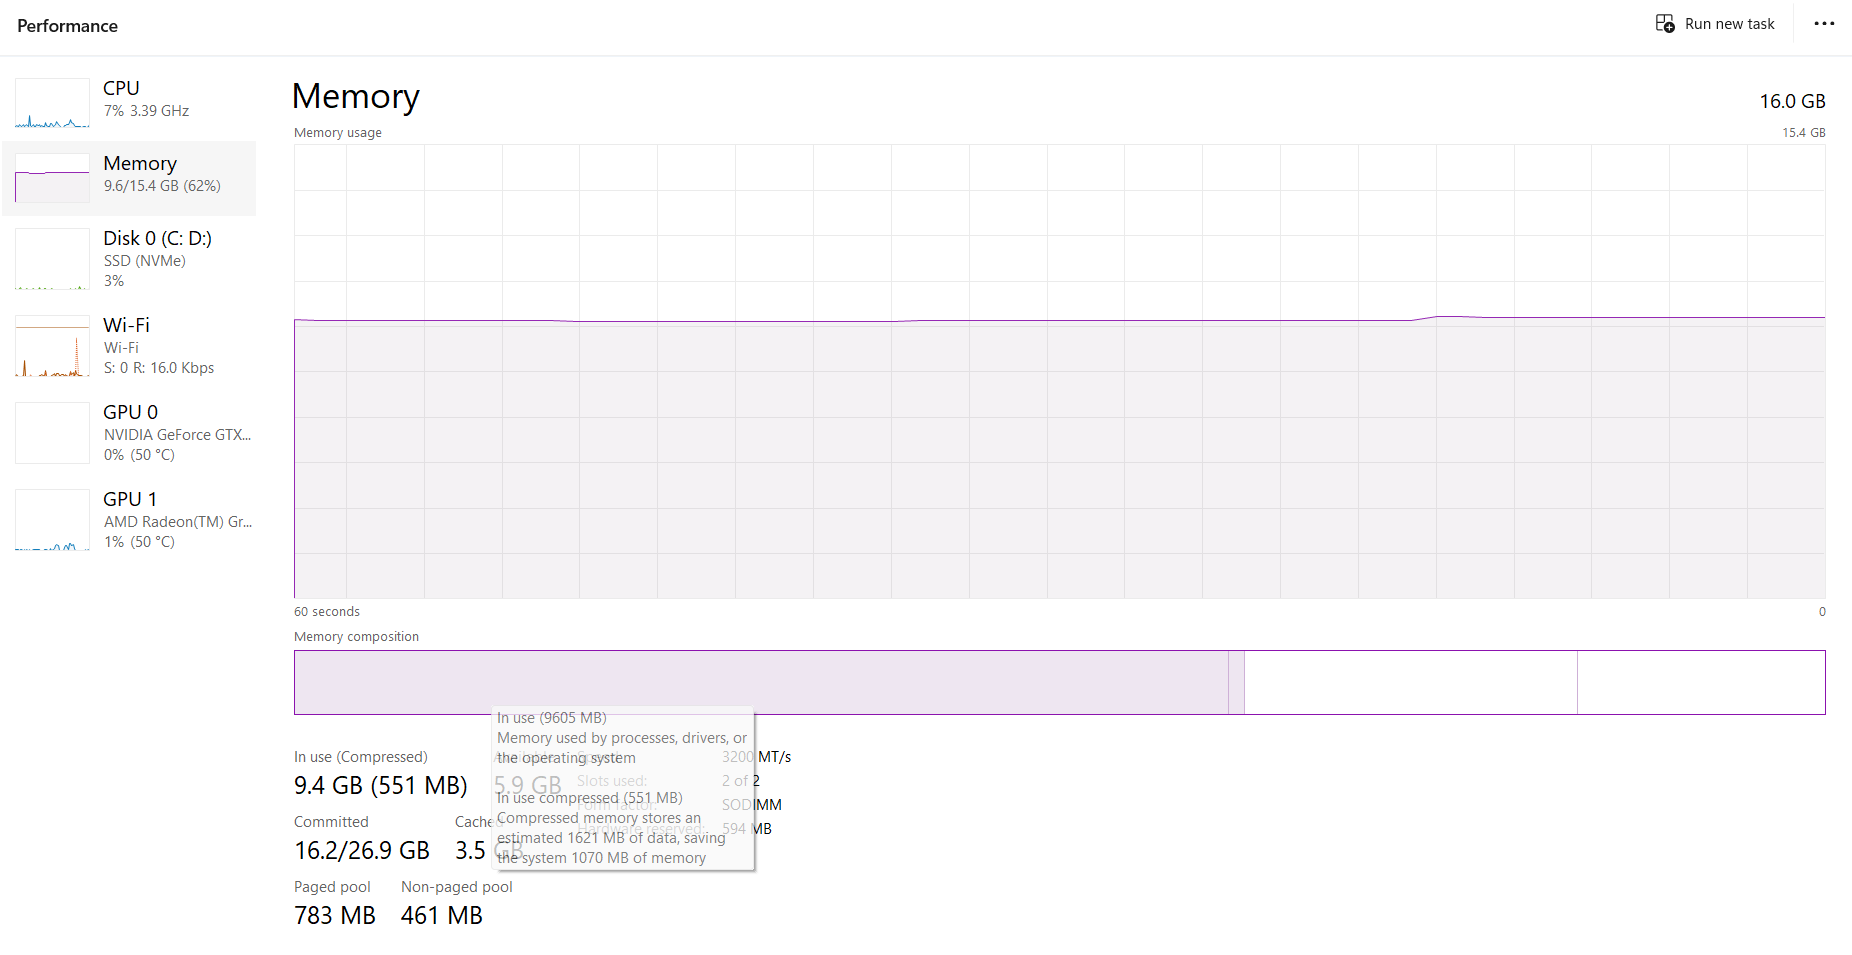 Performance
Run new task
CPU
7% 3.39 GHz
Memory
9.6/15.4 GB (62%)
Disk 0 (C: D:)
SSD (NVMe)
3%
Wi-Fi
Wi-Fi
S: 0 R: 16.0 Kbps
GPU 0
NVIDIA GeForce GTX...
0% (50 °C)
GPU 1
AMD Radeon(TM) Gr...
1% (50 °C)
Memory
16.0 GB
Memory usage
15.4 GB
60 seconds
0
Memory composition
In use (9605 MB)
Memory used by processes, drivers, or
the operating system
In use compressed (551 MB)
Compressed memory stores an
estimated 1621 MB of data, saving
the system 1070 MB of memory
In use (Compressed)
9.4 GB (551 MB)
Available
5.9 GB
Committed
16.2/26.9 GB
Cached
3.5 GB
Paged pool
783 MB
Non-paged pool
461 MB
Speed: 3200 MT/s
Slots used: 2 of 2
Form factor: SODIMM
Hardware reserved: 594 MB